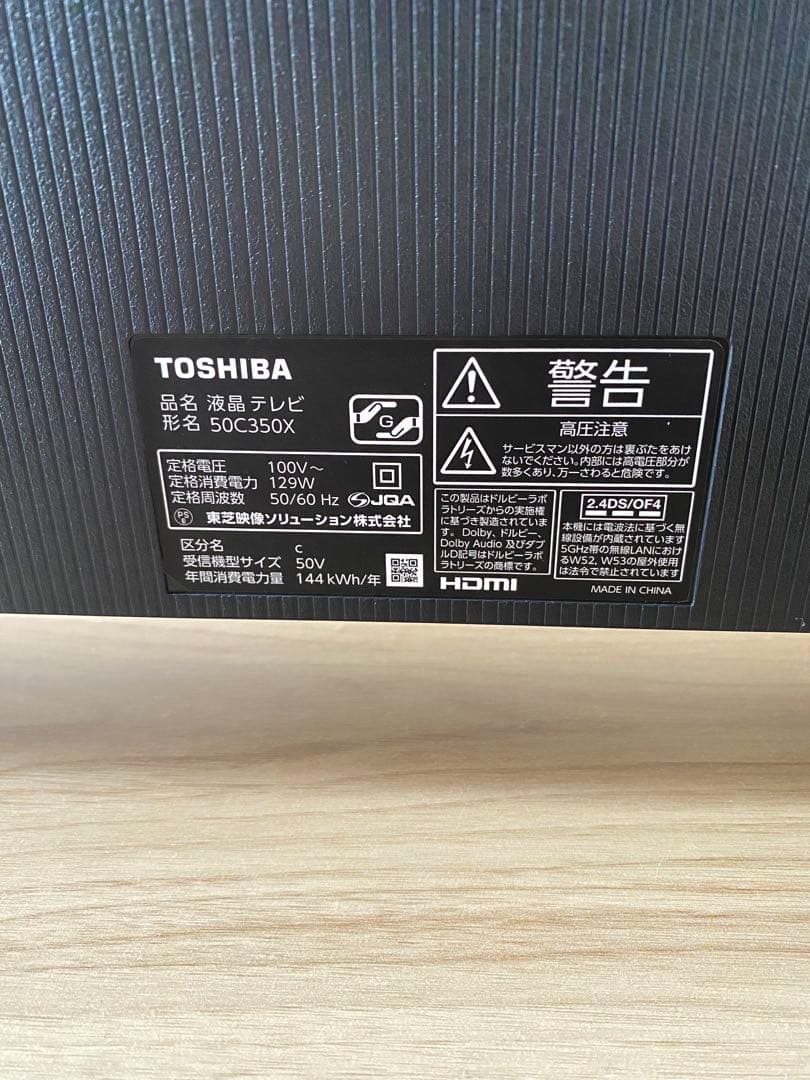 TOSHIBA
品名 液晶テレビ
形名 50C350X
G
定格電圧 100V～
定格消費電力 129W
定格周波数 50/60 Hz
JQA
PS
E
東芝映像ソリューション株式会社
区分名 c
受信機型サイズ 50V
年間消費電力量 144 kWh/年
警告
高圧注意
サービスマン以外の方は裏ぶたをあけ
ないでください。内部には高電圧部分が
数多くあり、万一さわると危険です。
この製品はドルビーラボ
ラトリーズからの実施権
に基づき製造されていま
す。Dolby、ドルビー、
Dolby Audio 及びダブ
ルD記号はドルビーラボ
ラトリーズの商標です。
HDMI
2.4DS/OF4
本機には電波法に基づく無
線設備が内蔵されています
5GHz帯の無線LANにおけ
るW52、W53の屋外使用
は法令で禁止されています
MADE IN CHINA